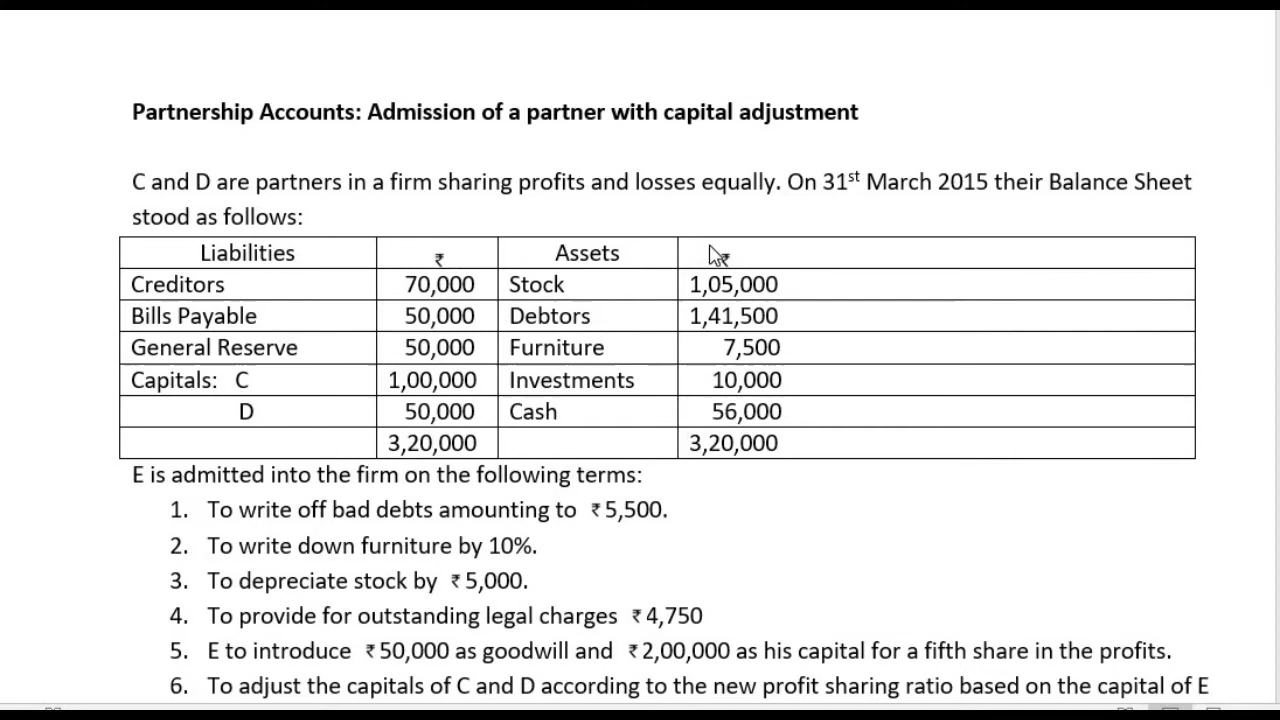 Partnership Accounts: Admission of a partner with capital adjustment
C and D are partners in a firm sharing profits and losses equally. On 31st March 2015 their Balance Sheet
stood as follows:
Liabilities ₹ Assets ₹
Creditors 70,000 Stock 1,05,000
Bills Payable 50,000 Debtors 1,41,500
General Reserve 50,000 Furniture 7,500
Capitals: C 1,00,000 Investments 10,000
D 50,000 Cash 56,000
3,20,000 3,20,000
E is admitted into the firm on the following terms:
1. To write off bad debts amounting to ₹5,500.
2. To write down furniture by 10%.
3. To depreciate stock by ₹5,000.
4. To provide for outstanding legal charges ₹4,750
5. E to introduce ₹50,000 as goodwill and ₹2,00,000 as his capital for a fifth share in the profits.
6. To adjust the capitals of C and D according to the new profit sharing ratio based on the capital of E